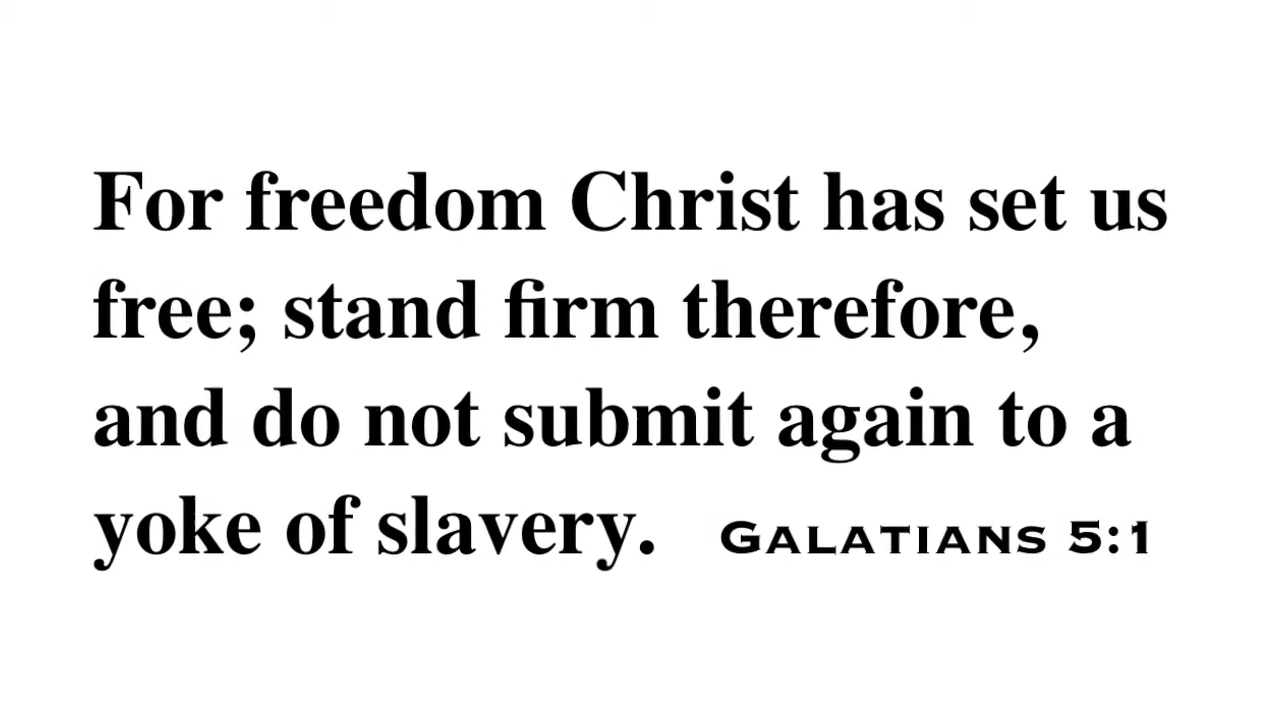 For freedom Christ has set us
free; stand firm therefore,
and do not submit again to a
yoke of slavery. GALATIANS 5:1